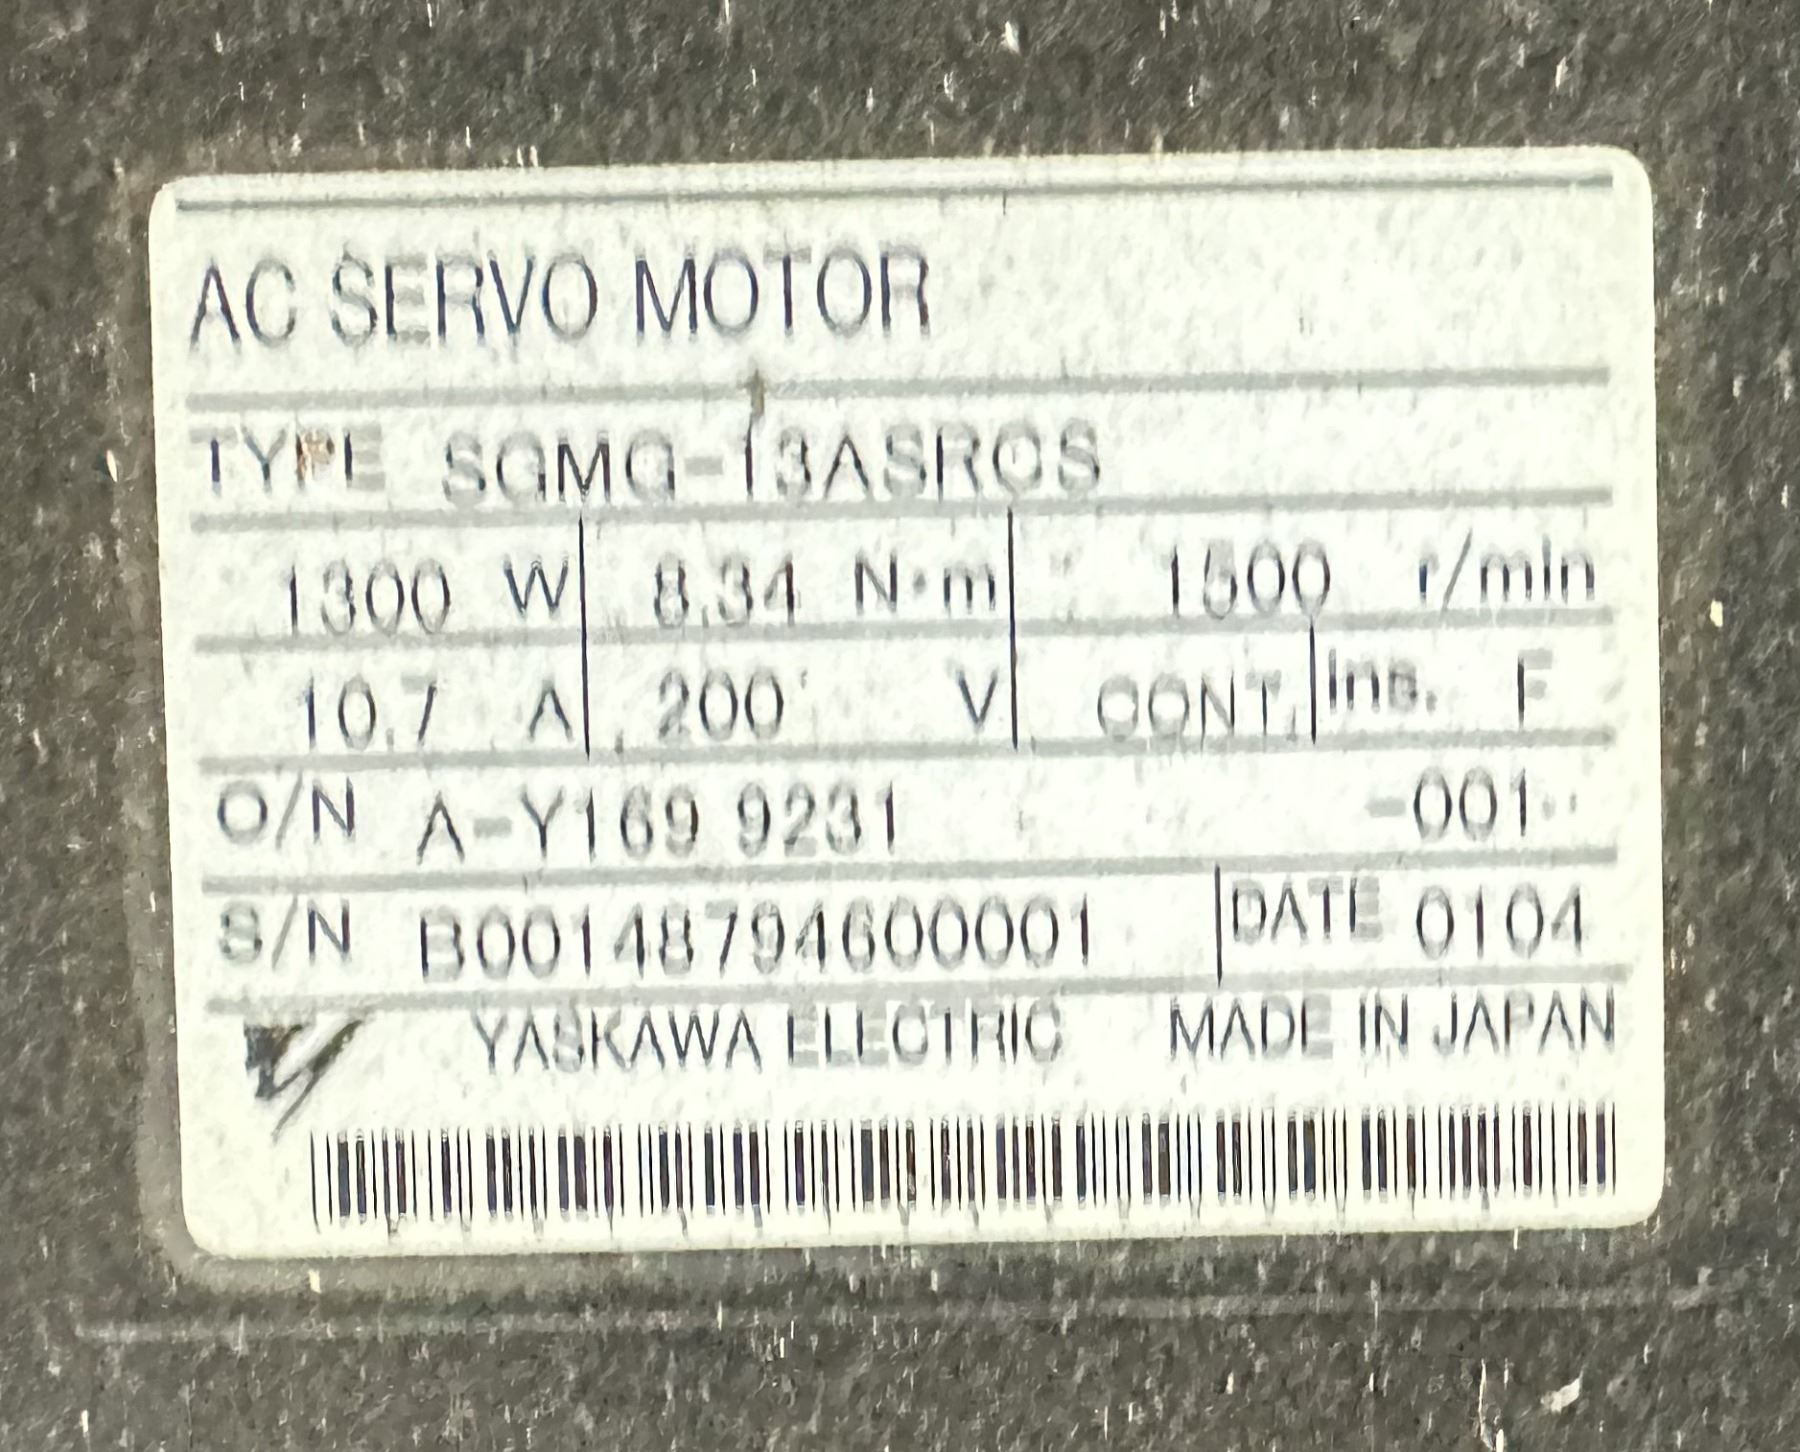 AC SERVO MOTOR
TYPE SGMG-13ASRCS
1300 W 8.34 N·m 1500 r/min
10.7 A 200 V CONT. Ins. F
O/N A-Y169 9231 -001
S/N B00148794600001 DATE 0104
YASKAWA ELECTRIC MADE IN JAPAN